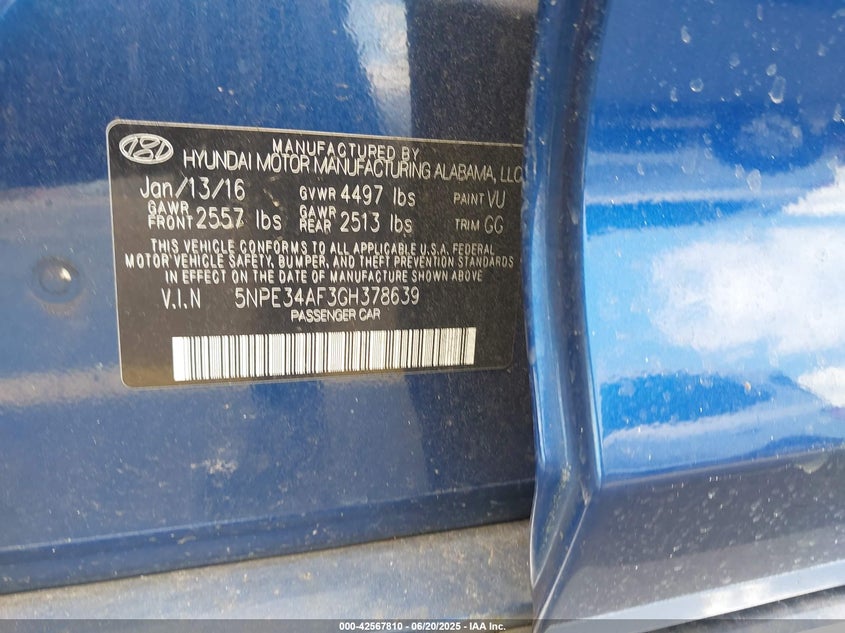 MANUFACTURED BY
HYUNDAI MOTOR MANUFACTURING ALABAMA, LLC
Jan/13/16 GVWR 4497 lbs PAINT VU
GAWR FRONT 2557 lbs GAWR REAR 2513 lbs TRIM GG
THIS VEHICLE CONFORMS TO ALL APPLICABLE U.S.A. FEDERAL
MOTOR VEHICLE SAFETY, BUMPER, AND THEFT PREVENTION STANDARDS
IN EFFECT ON THE DATE OF MANUFACTURE SHOWN ABOVE
V.I.N 5NPE34AF3GH378639
PASSENGER CAR
000-42567810 | 06/20/2025 - IAA Inc.